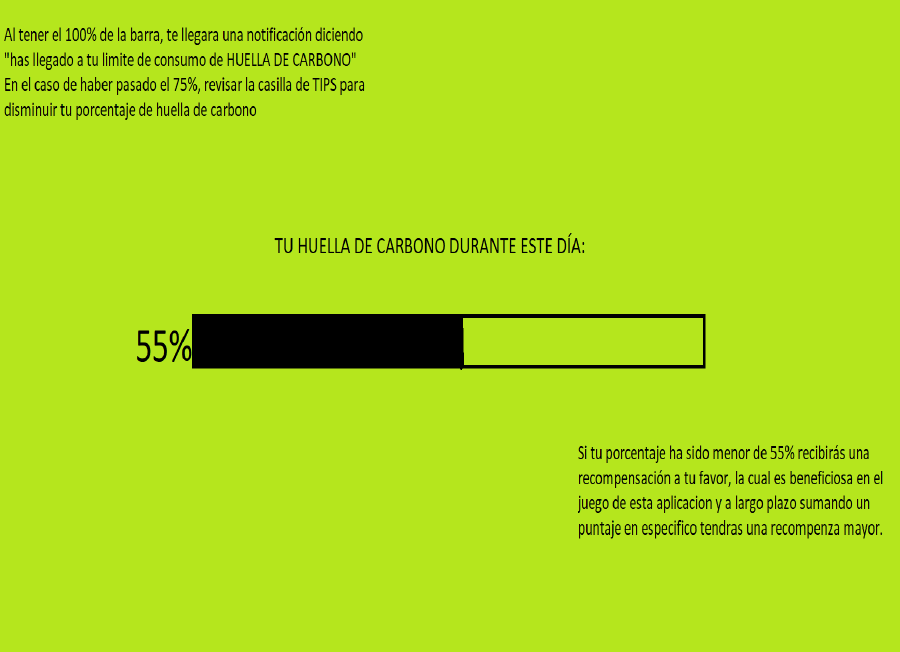 Al tener el 100% de la barra, te llegara una notificación diciendo
"has llegado a tu limite de consumo de HUELLA DE CARBONO"
En el caso de haber pasado el 75%, revisar la casilla de TIPS para
disminuir tu porcentaje de huella de carbono
TU HUELLA DE CARBONO DURANTE ESTE DÍA:
55%
Si tu porcentaje ha sido menor de 55% recibirás una
recompensación a tu favor, la cual es beneficiosa en el
juego de esta aplicacion y a largo plazo sumando un
puntaje en especifico tendras una recompenza mayor.